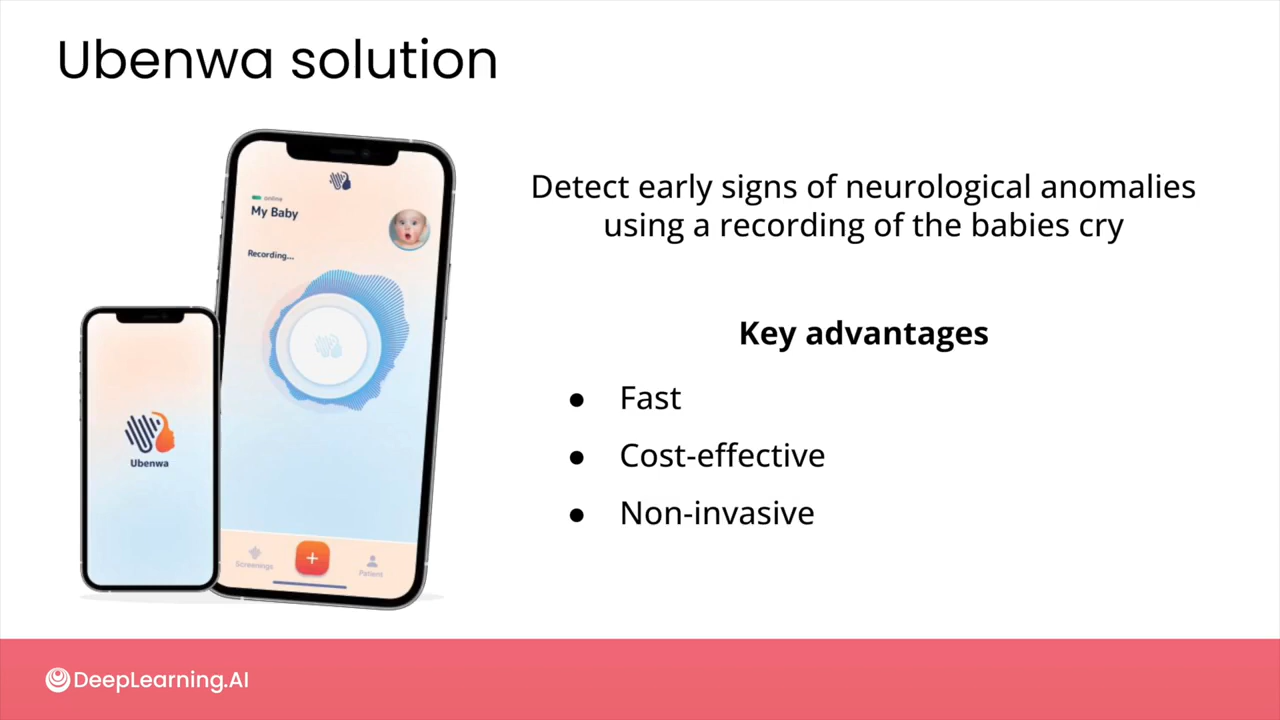 Ubenwa solution
online
My Baby
Recording...
Ubenwa
Screenings
Patient
Detect early signs of neurological anomalies
using a recording of the babies cry
Key advantages
● Fast
● Cost-effective
● Non-invasive
DeepLearning.AI